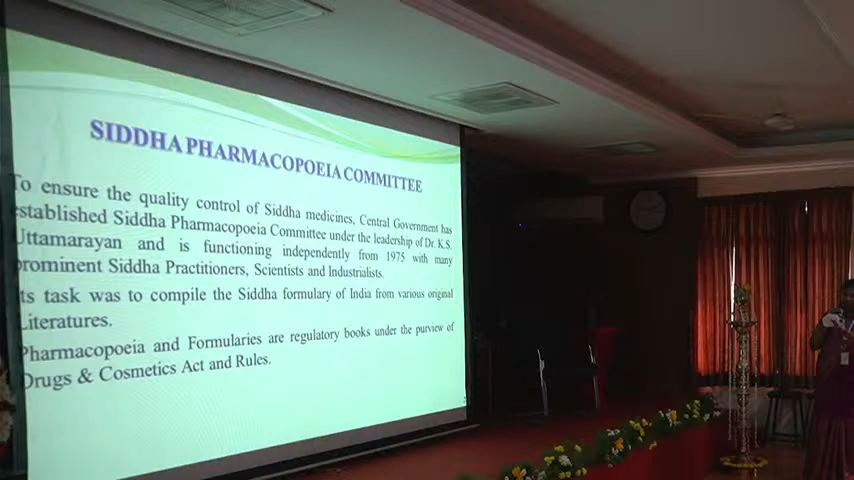 SIDDHA PHARMACOPOEIA COMMITTEE
To ensure the quality control of Siddha medicines, Central Government has
established Siddha Pharmacopoeia Committee under the leadership of Dr. K.S.
Uttamarayan and is functioning independently from 1975 with many
prominent Siddha Practitioners, Scientists and Industrialists.
Its task was to compile the Siddha formulary of India from various original
Literatures.
Pharmacopoeia and Formularies are regulatory books under the purview of
Drugs & Cosmetics Act and Rules.